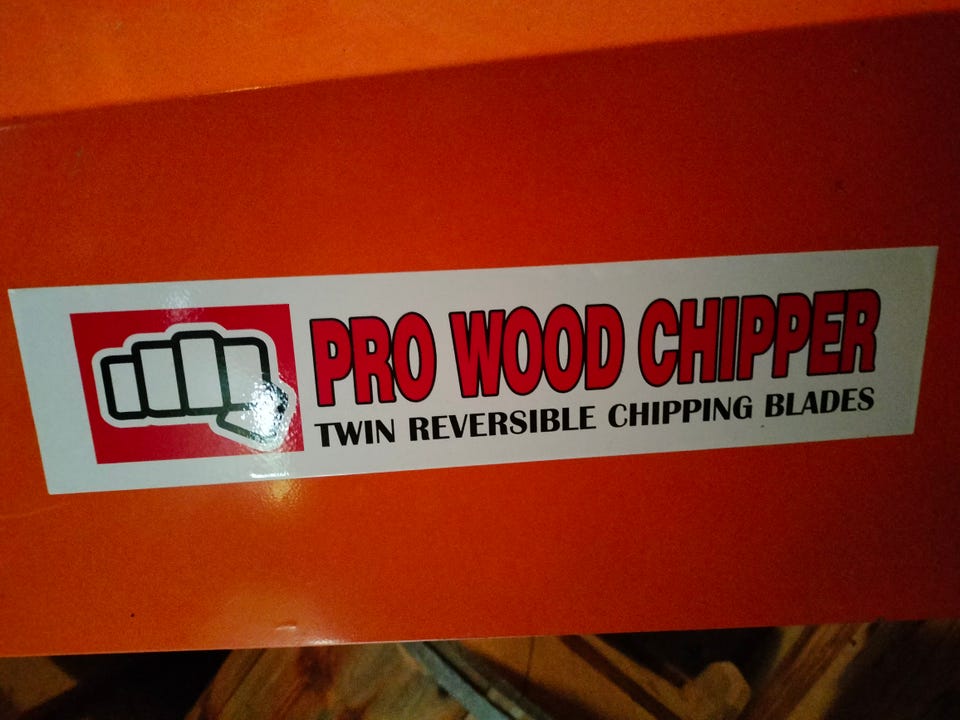 PRO WOOD CHIPPER
TWIN REVERSIBLE CHIPPING BLADES